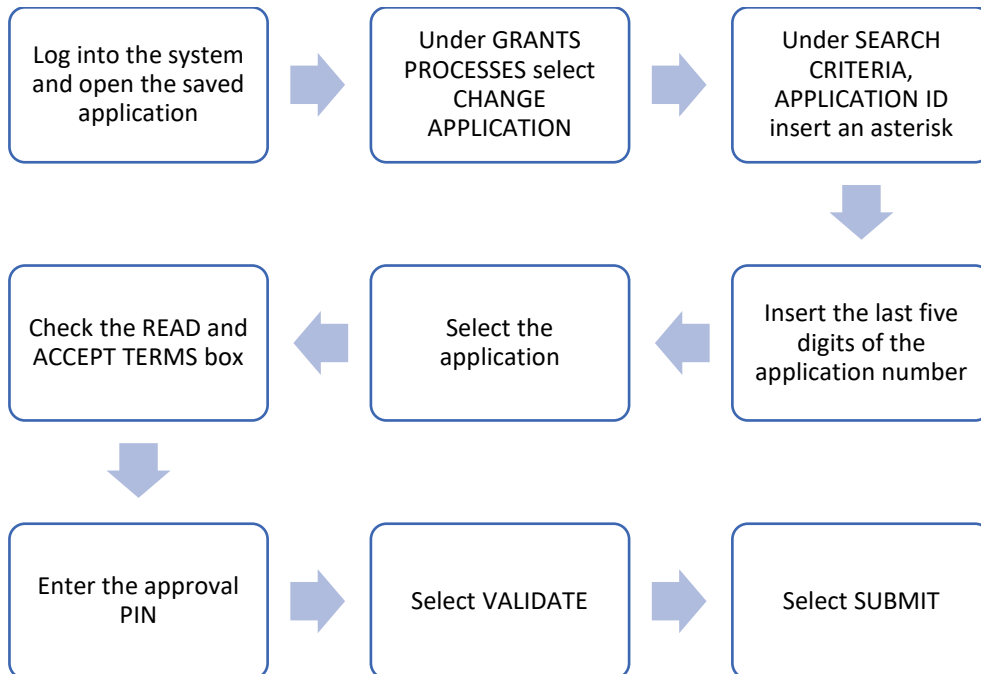 Log into the system
and open the saved
application
Under GRANTS
PROCESSES select
CHANGE
APPLICATION
Under SEARCH
CRITERIA,
APPLICATION ID
insert an asterisk
Insert the last five
digits of the
application number
Select the
application
Check the READ and
ACCEPT TERMS box
Enter the approval
PIN
Select VALIDATE
Select SUBMIT